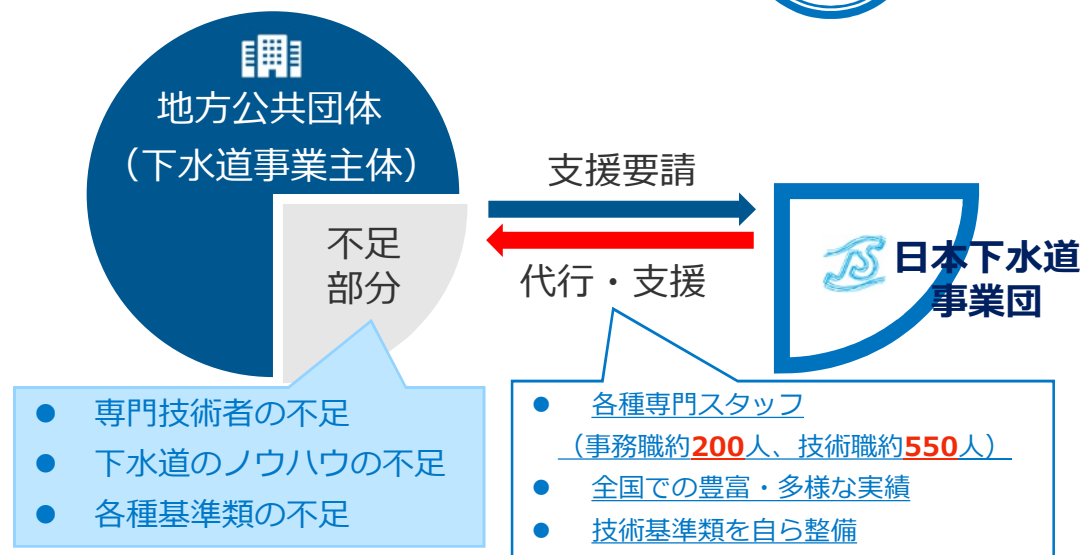 地方公共団体
（下水道事業主体）
不足
部分
支援要請
代行・支援
日本下水道
事業団
● 専門技術者の不足
● 下水道のノウハウの不足
● 各種基準類の不足
● 各種専門スタッフ
（事務職約200人、技術職約550人）
● 全国での豊富・多様な実績
● 技術基準類を自ら整備